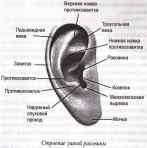 Верхняя ножка
противозавитка
Ладьевидная
ямка
Треугольная
ямка
Нижняя ножка
противозавитка
Раковина
Завиток
Противозавиток
Противокозелок
Козелок
Межкозелковая
вырезка
Наружный
слуховой
проход
Мочка
Строение ушной раковины